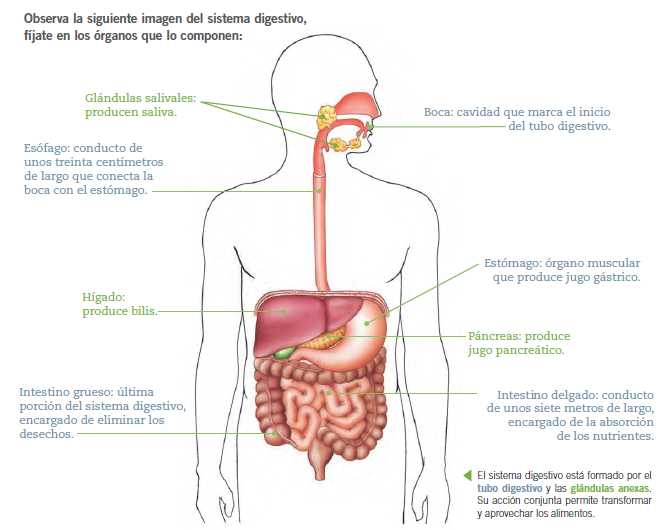 Observa la siguiente imagen del sistema digestivo,
fíjate en los órganos que lo componen:
Glándulas salivales:
producen saliva.
Boca: cavidad que marca el inicio
del tubo digestivo.
Esófago: conducto de
unos treinta centímetros
de largo que conecta la
boca con el estómago.
Estómago: órgano muscular
que produce jugo gástrico.
Hígado:
produce bilis.
Páncreas: produce
jugo pancreático.
Intestino grueso: última
porción del sistema digestivo,
encargado de eliminar los
desechos.
Intestino delgado: conducto
de unos siete metros de largo,
encargado de la absorción
de los nutrientes.
El sistema digestivo está formado por el
tubo digestivo y las glándulas anexas.
Su acción conjunta permite transformar
y aprovechar los alimentos.